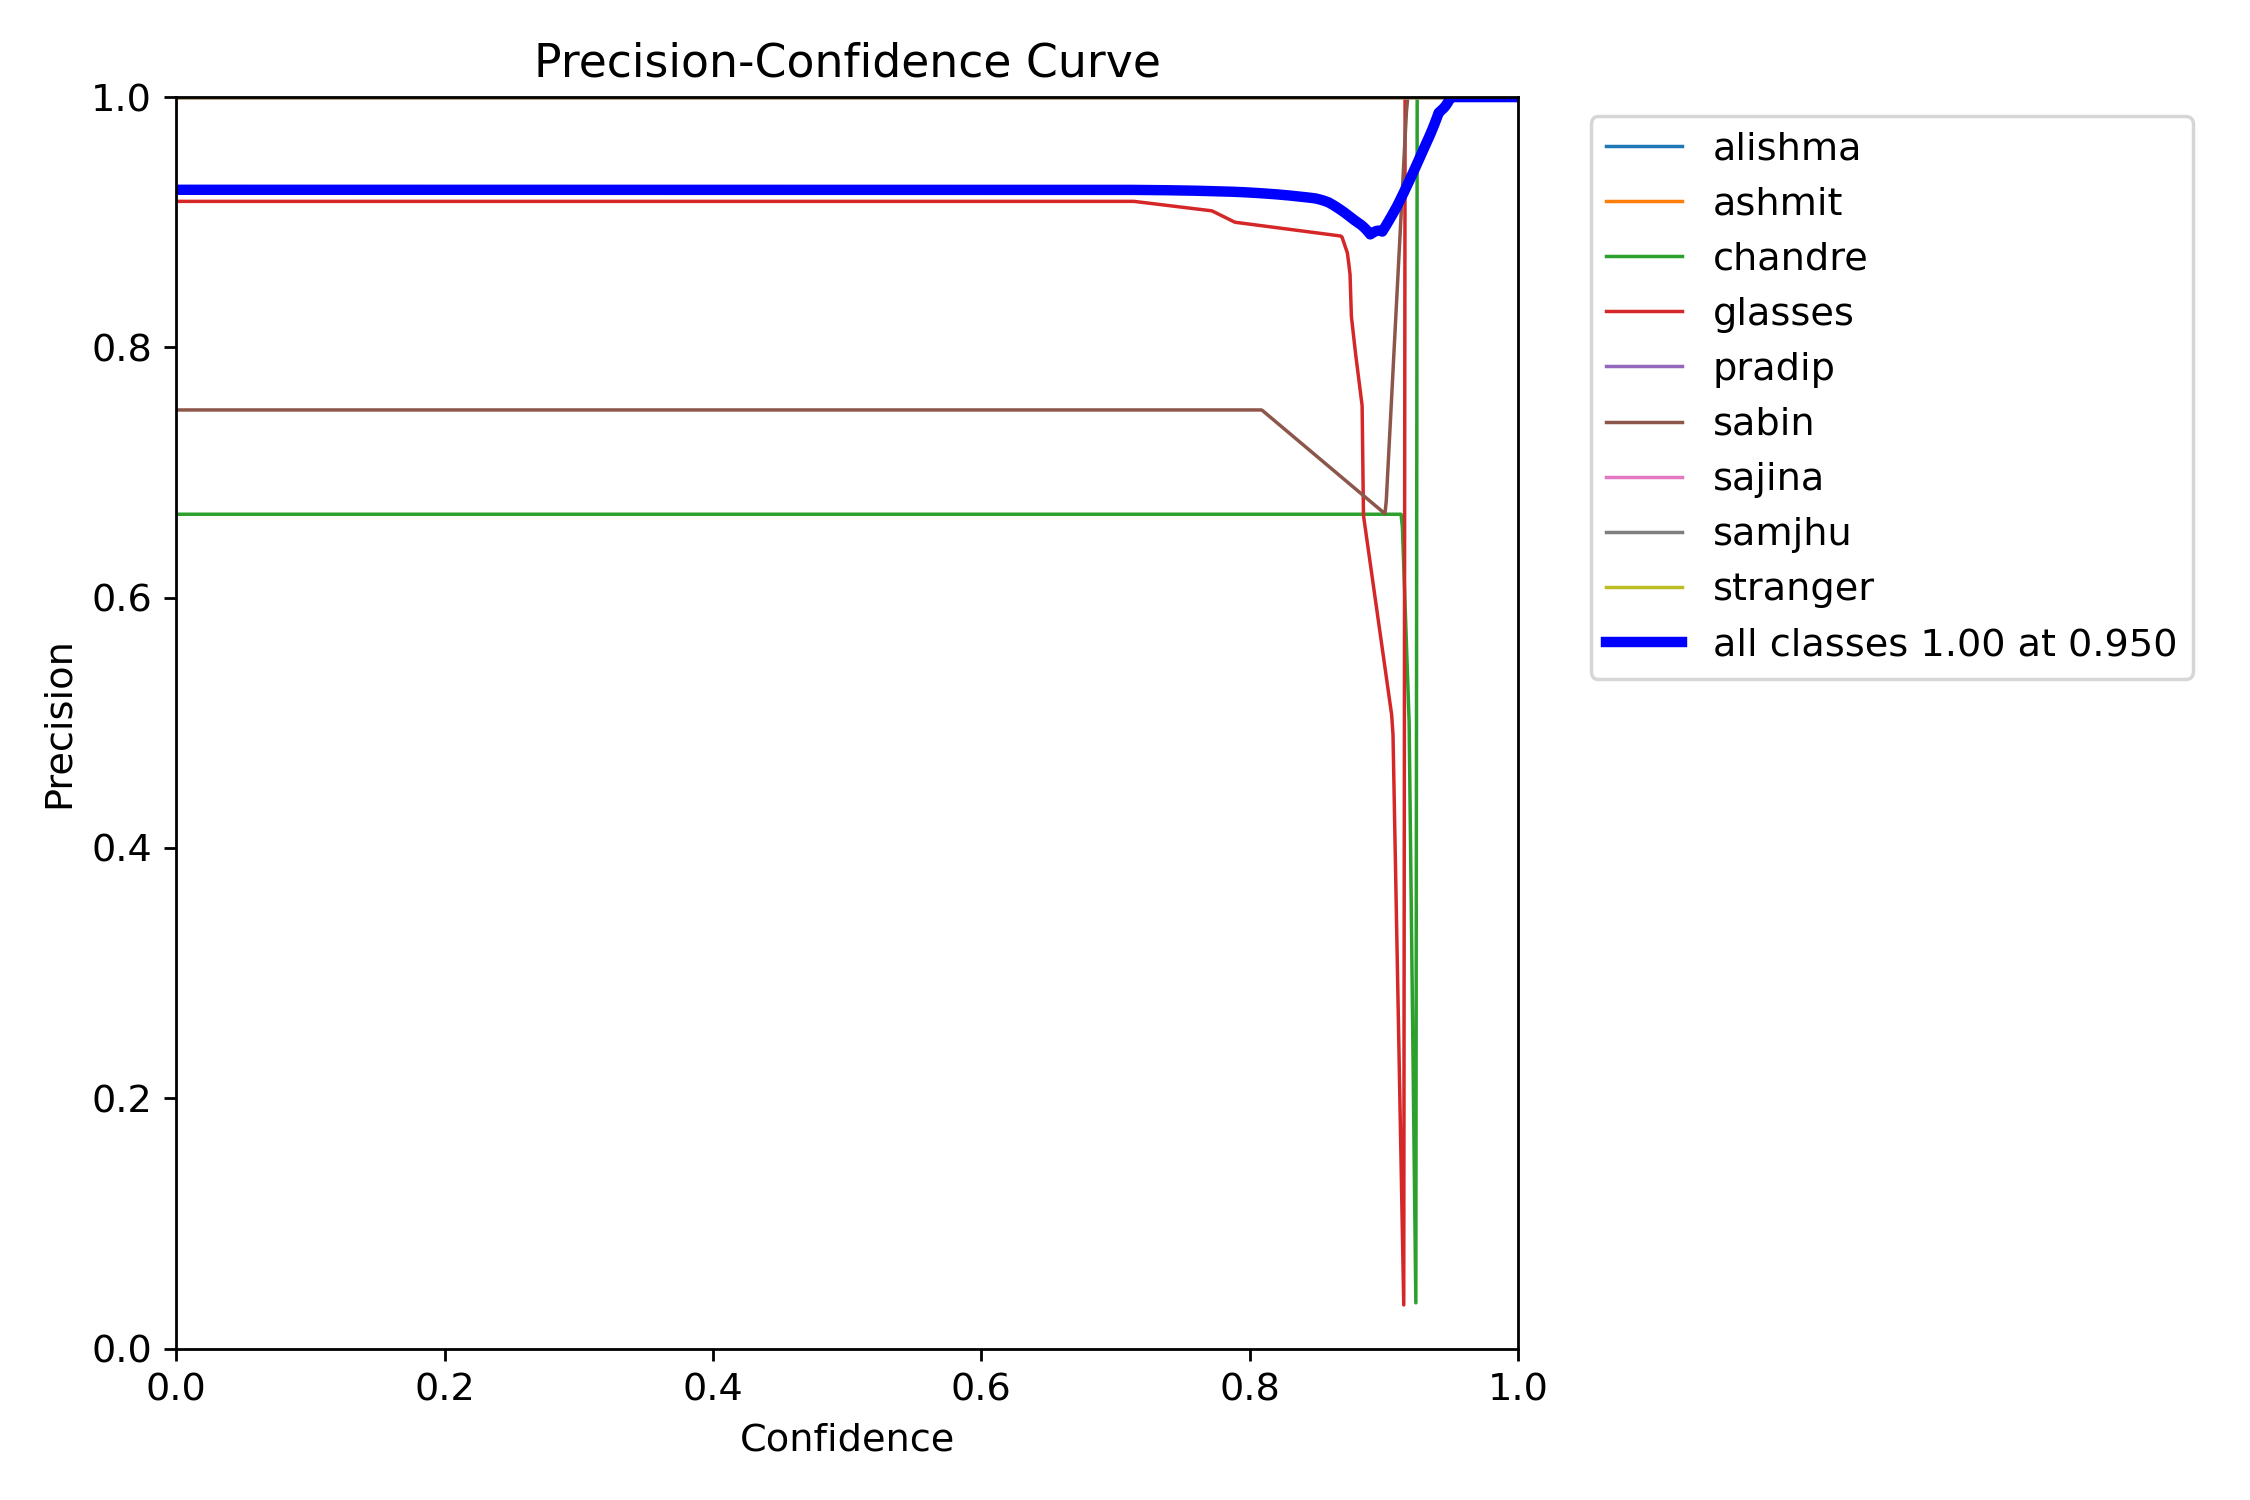 Precision-Confidence Curve
1.0
0.8
0.6
0.4
0.2
0.0
Precision
0.0 0.2 0.4 0.6 0.8 1.0
Confidence
alishma
ashmit
chandre
glasses
pradip
sabin
sajina
samjhu
stranger
all classes 1.00 at 0.950